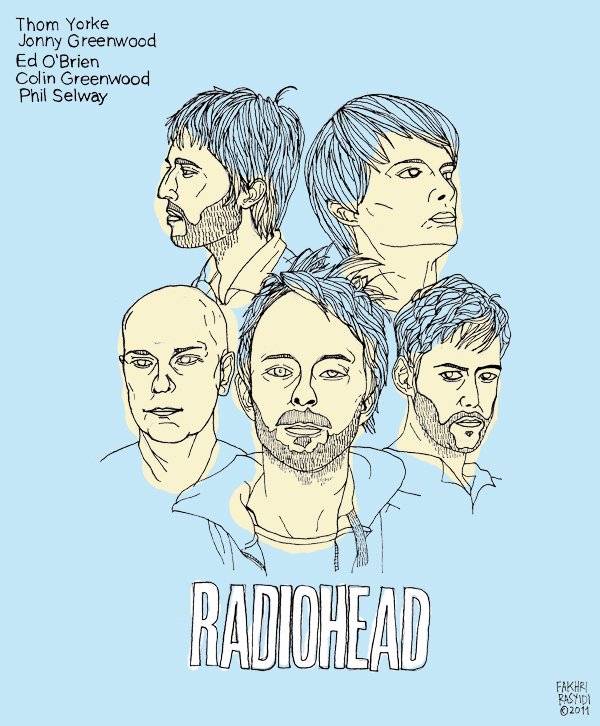 Thom Yorke
Jonny Greenwood
Ed O'Brien
Colin Greenwood
Phil Selway
RADIOHEAD
FAKHRI
RASYIDI
©2011